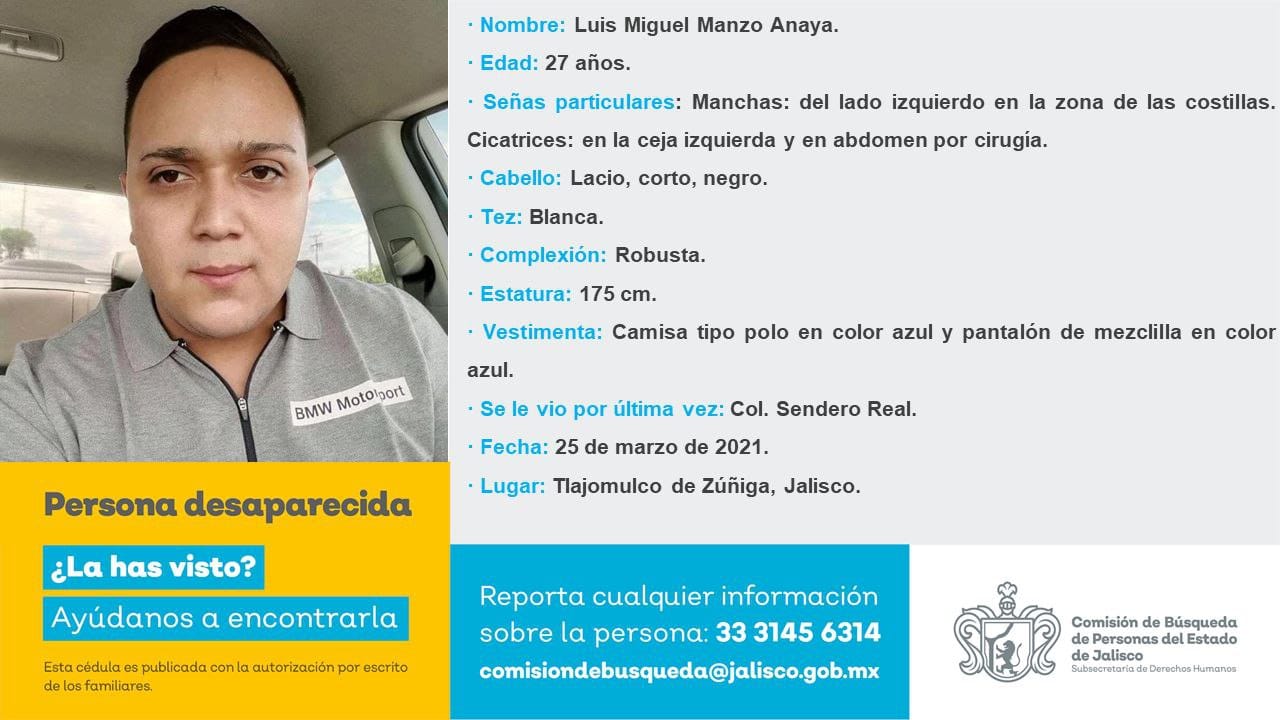 · Nombre: Luis Miguel Manzo Anaya.
· Edad: 27 años.
· Señas particulares: Manchas: del lado izquierdo en la zona de las costillas.
Cicatrices: en la ceja izquierda y en abdomen por cirugía.
· Cabello: Lacio, corto, negro.
· Tez: Blanca.
· Complexión: Robusta.
· Estatura: 175 cm.
· Vestimenta: Camisa tipo polo en color azul y pantalón de mezclilla en color
azul.
· Se le vio por última vez: Col. Sendero Real.
· Fecha: 25 de marzo de 2021.
· Lugar: Tlajomulco de Zúñiga, Jalisco.
BMW Motorsport
Persona desaparecida
¿La has visto?
Ayúdanos a encontrarla
Esta cédula es publicada con la autorización por escrito
de los familiares.
Reporta cualquier información
sobre la persona: 33 3145 6314
comisiondebusqueda@jalisco.gob.mx
Comisión de Búsqueda
de Personas del Estado
de Jalisco
Subsecretaría de Derechos Humanos